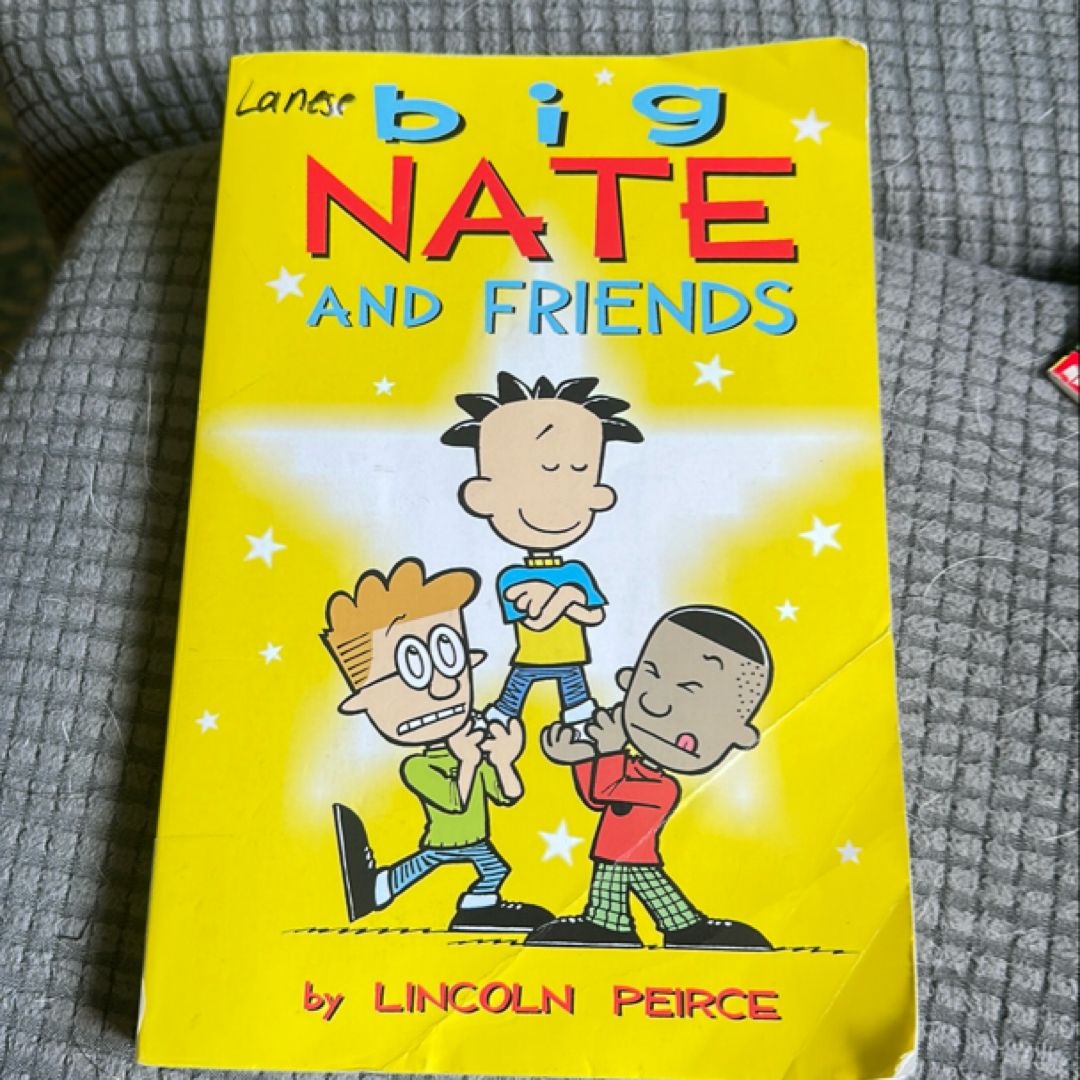 Lanese
big
NATE
AND FRIENDS
by LINCOLN PEIRCE